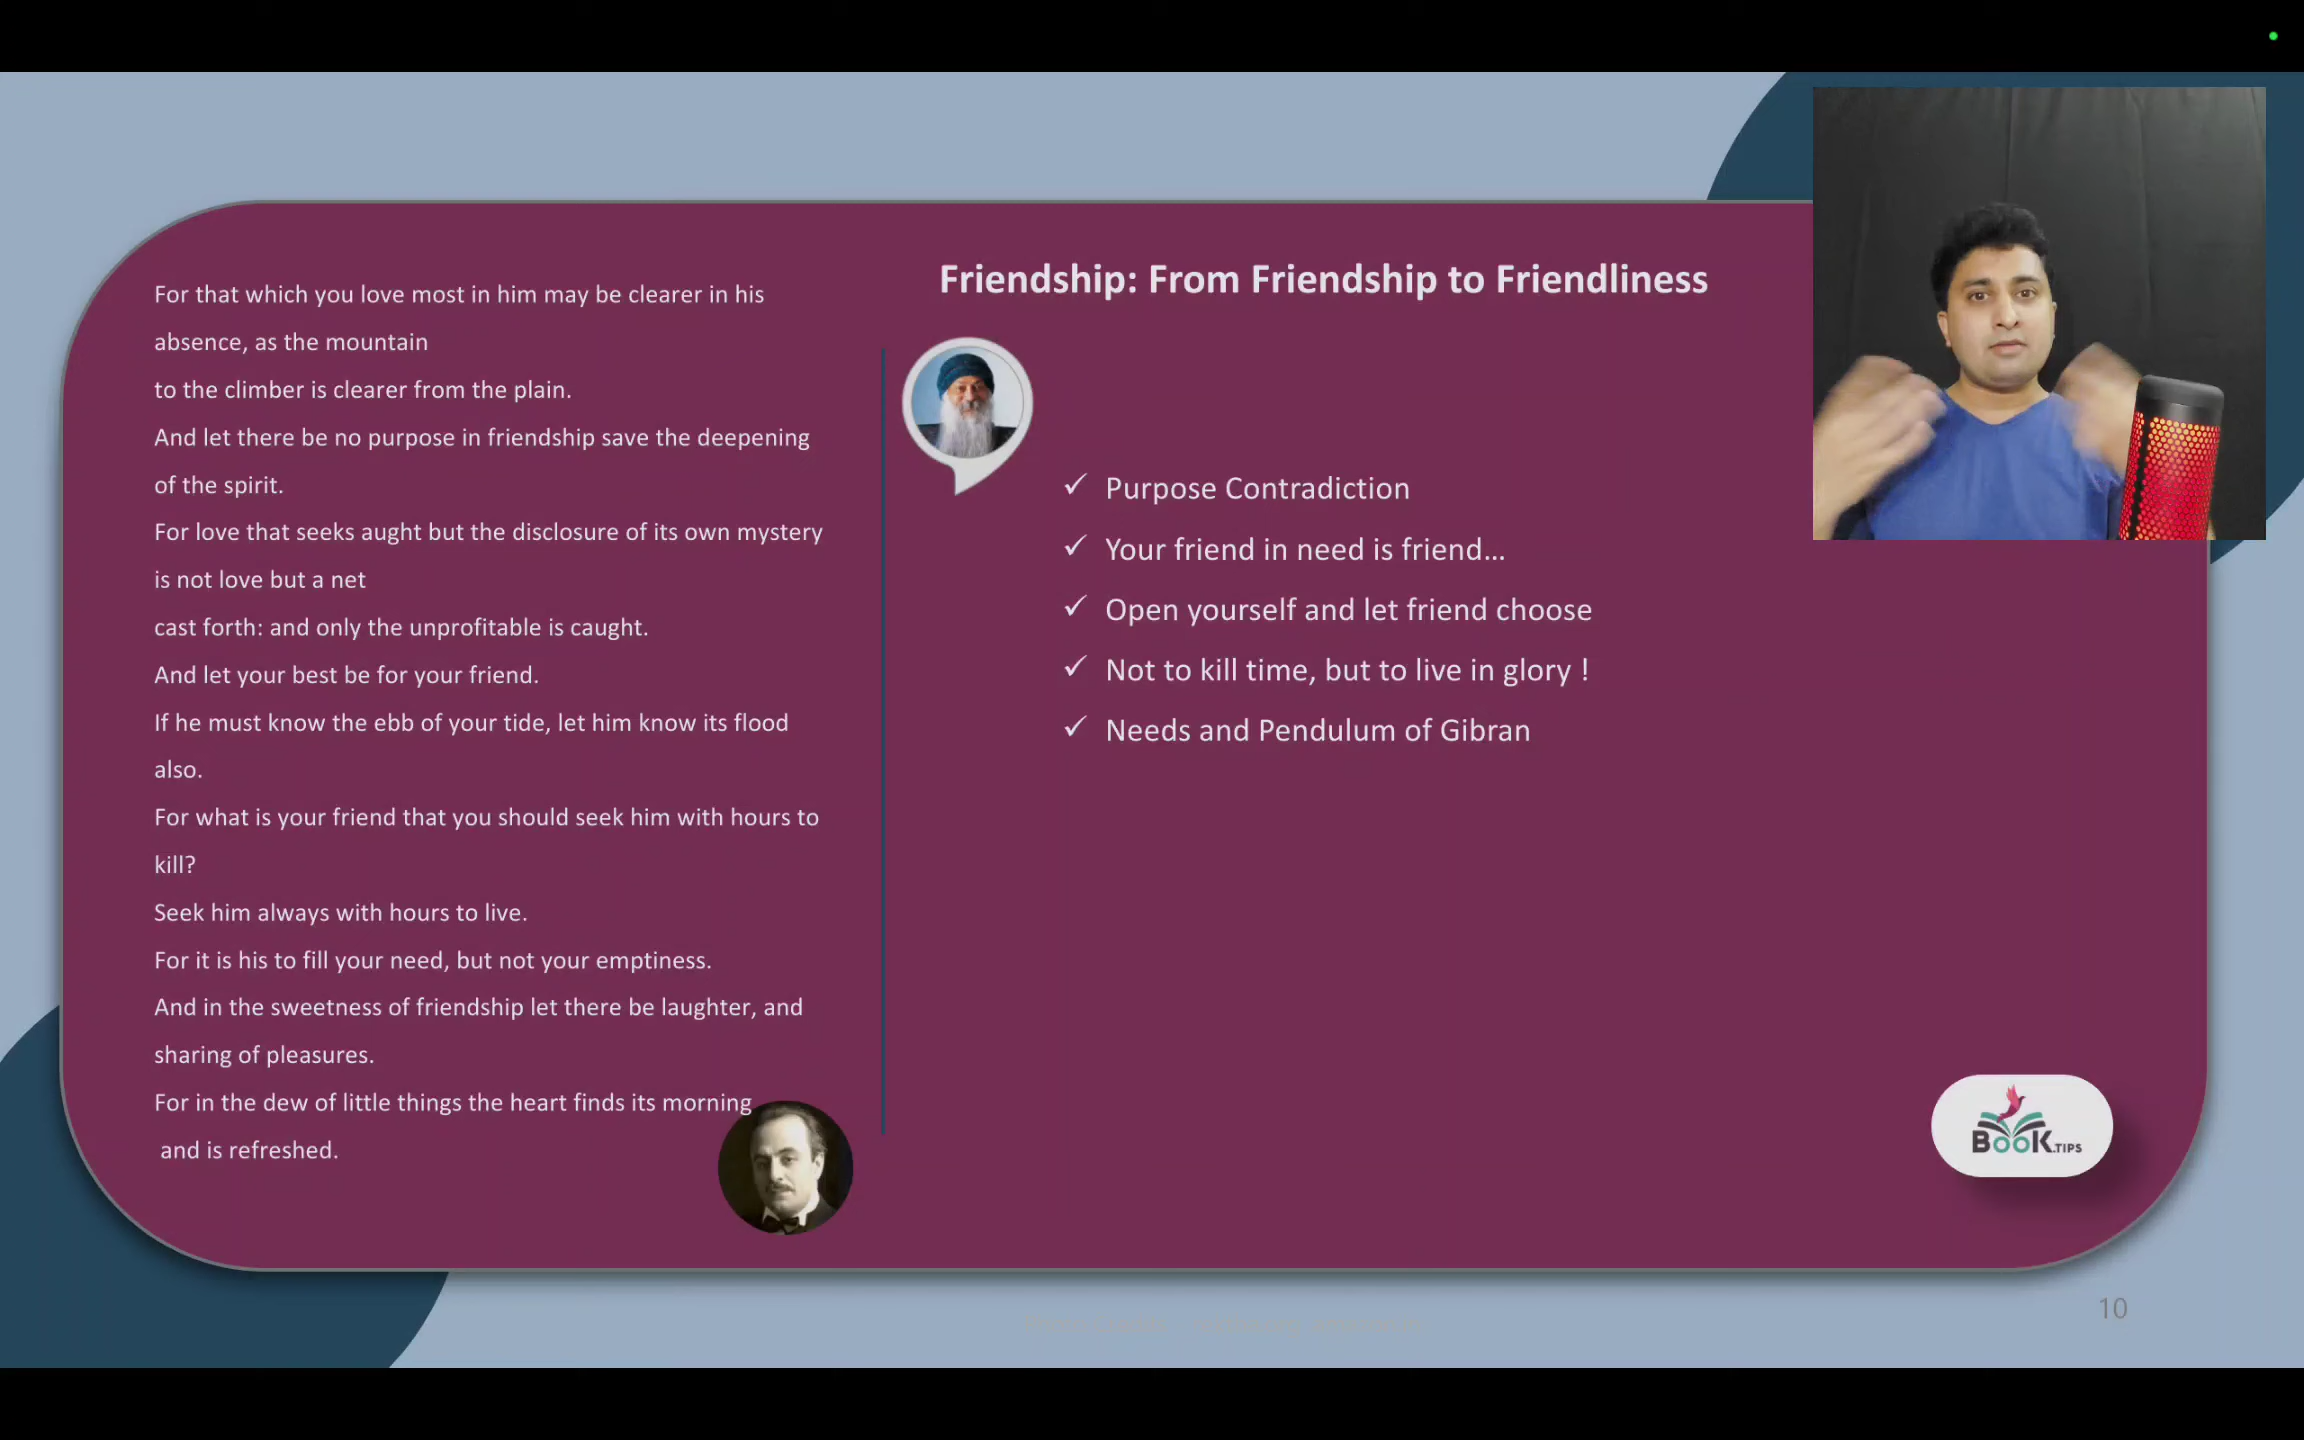 For that which you love most in him may be clearer in his
absence, as the mountain
to the climber is clearer from the plain.
And let there be no purpose in friendship save the deepening
of the spirit.
For love that seeks aught but the disclosure of its own mystery
is not love but a net
cast forth: and only the unprofitable is caught.
And let your best be for your friend.
If he must know the ebb of your tide, let him know its flood
also.
For what is your friend that you should seek him with hours to
kill?
Seek him always with hours to live.
For it is his to fill your need, but not your emptiness.
And in the sweetness of friendship let there be laughter, and
sharing of pleasures.
For in the dew of little things the heart finds its morning
and is refreshed.
Friendship: From Friendship to Friendliness
✓ Purpose Contradiction
✓ Your friend in need is friend...
✓ Open yourself and let friend choose
✓ Not to kill time, but to live in glory !
✓ Needs and Pendulum of Gibran
BooK.TIPS
10